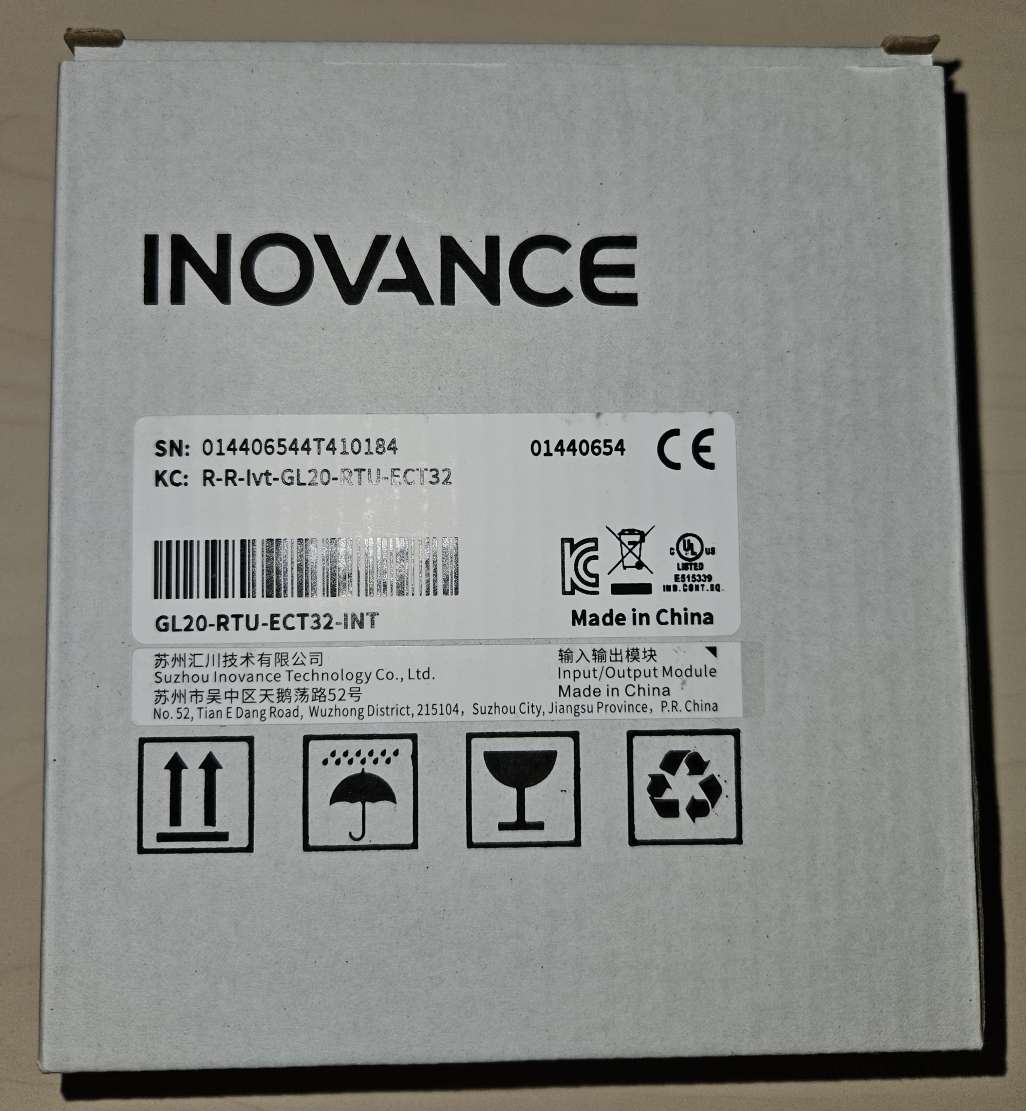 INOVANCE
SN: 014406544T410184
01440654
CE
KC: R-R-Ivt-GL20-RTU-ECT32
KC
C UL US
LISTED
E515339
IND.CONT.EQ.
GL20-RTU-ECT32-INT
Made in China
苏州汇川技术有限公司
Suzhou Inovance Technology Co., Ltd.
苏州市吴中区天鹅荡路52号
输入输出模块
Input/Output Module
Made in China
No. 52, Tian E Dang Road, Wuzhong District, 215104, Suzhou City, Jiangsu Province, P.R. China